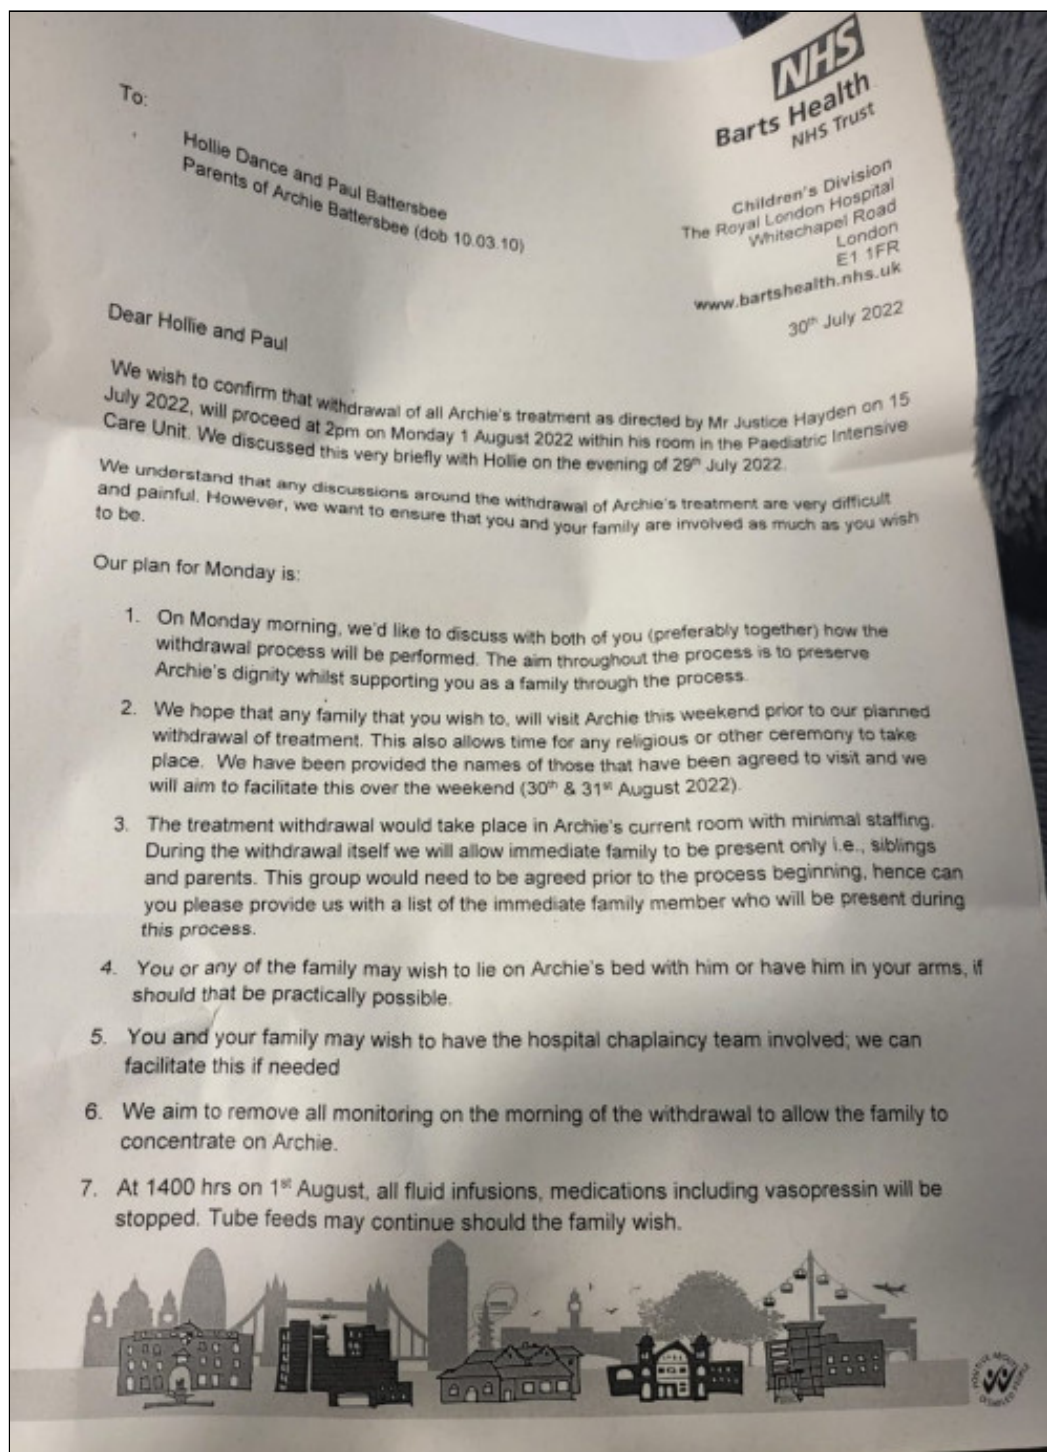 NHS
Barts Health
NHS Trust
To:
Hollie Dance and Paul Battersbee
Parents of Archie Battersbee (dob 10.03.10)
Children's Division
The Royal London Hospital
Whitechapel Road
London
E1 1FR
www.bartshealth.nhs.uk
30th July 2022
Dear Hollie and Paul
We wish to confirm that withdrawal of all Archie's treatment as directed by Mr Justice Hayden on 15
July 2022, will proceed at 2pm on Monday 1 August 2022 within his room in the Paediatric Intensive
Care Unit. We discussed this very briefly with Hollie on the evening of 29th July 2022.
We understand that any discussions around the withdrawal of Archie's treatment are very difficult
and painful. However, we want to ensure that you and your family are involved as much as you wish
to be.
Our plan for Monday is:
1. On Monday morning, we'd like to discuss with both of you (preferably together) how the
withdrawal process will be performed. The aim throughout the process is to preserve
Archie's dignity whilst supporting you as a family through the process.
2. We hope that any family that you wish to, will visit Archie this weekend prior to our planned
withdrawal of treatment. This also allows time for any religious or other ceremony to take
place. We have been provided the names of those that have been agreed to visit and we
will aim to facilitate this over the weekend (30th & 31st August 2022).
3. The treatment withdrawal would take place in Archie's current room with minimal staffing.
During the withdrawal itself we will allow immediate family to be present only i.e., siblings
and parents. This group would need to be agreed prior to the process beginning, hence can
you please provide us with a list of the immediate family member who will be present during
this process.
4. You or any of the family may wish to lie on Archie's bed with him or have him in your arms, if
should that be practically possible.
5. You and your family may wish to have the hospital chaplaincy team involved; we can
facilitate this if needed
6. We aim to remove all monitoring on the morning of the withdrawal to allow the family to
concentrate on Archie.
7. At 1400 hrs on 1st August, all fluid infusions, medications including vasopressin will be
stopped. Tube feeds may continue should the family wish.
POSITIVE ABOUT
DISABLED PEOPLE